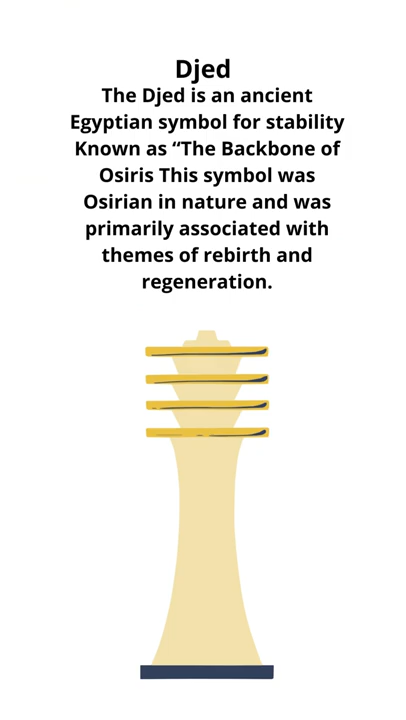 Djed
The Djed is an ancient
Egyptian symbol for stability
Known as “The Backbone of
Osiris This symbol was
Osirian in nature and was
primarily associated with
themes of rebirth and
regeneration.